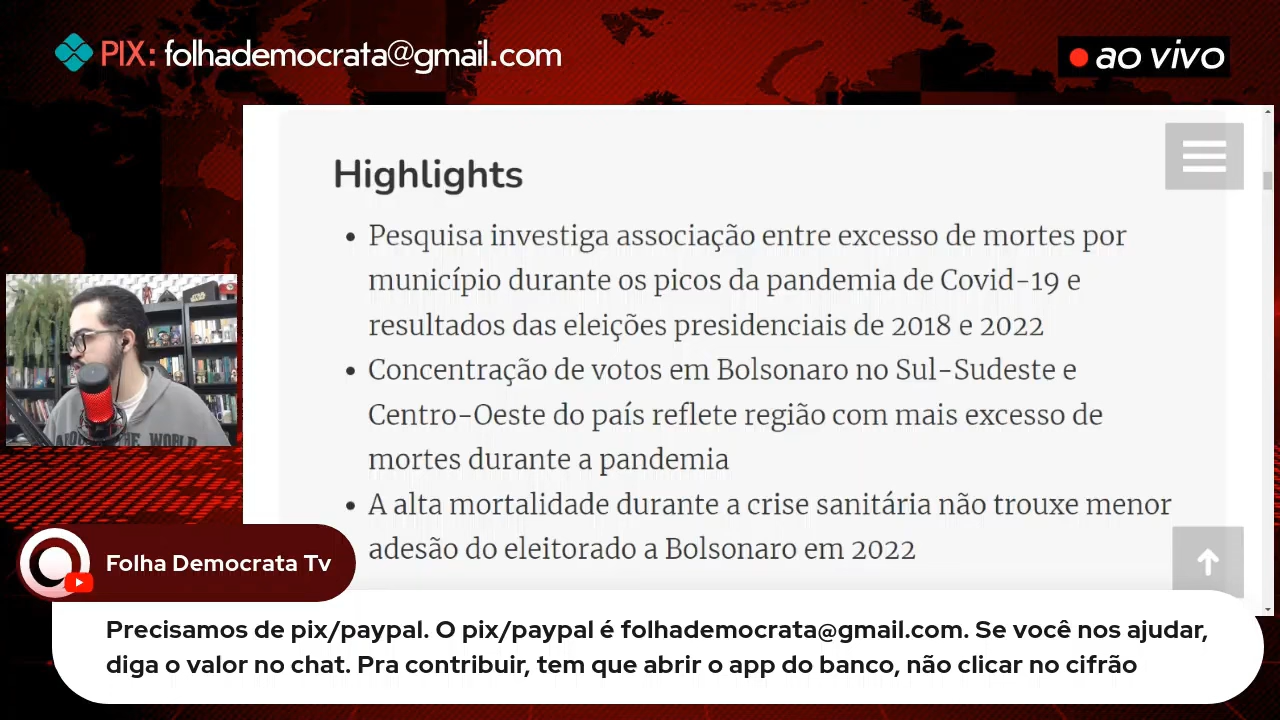 PIX: folhademocrata@gmail.com
ao vivo
Highlights
• Pesquisa investiga associação entre excesso de mortes por
município durante os picos da pandemia de Covid-19 e
resultados das eleições presidenciais de 2018 e 2022
• Concentração de votos em Bolsonaro no Sul-Sudeste e
Centro-Oeste do país reflete região com mais excesso de
mortes durante a pandemia
• A alta mortalidade durante a crise sanitária não trouxe menor
adesão do eleitorado a Bolsonaro em 2022
Folha Democrata Tv
Precisamos de pix/paypal. O pix/paypal é folhademocrata@gmail.com. Se você nos ajudar,
diga o valor no chat. Pra contribuir, tem que abrir o app do banco, não clicar no cifrão